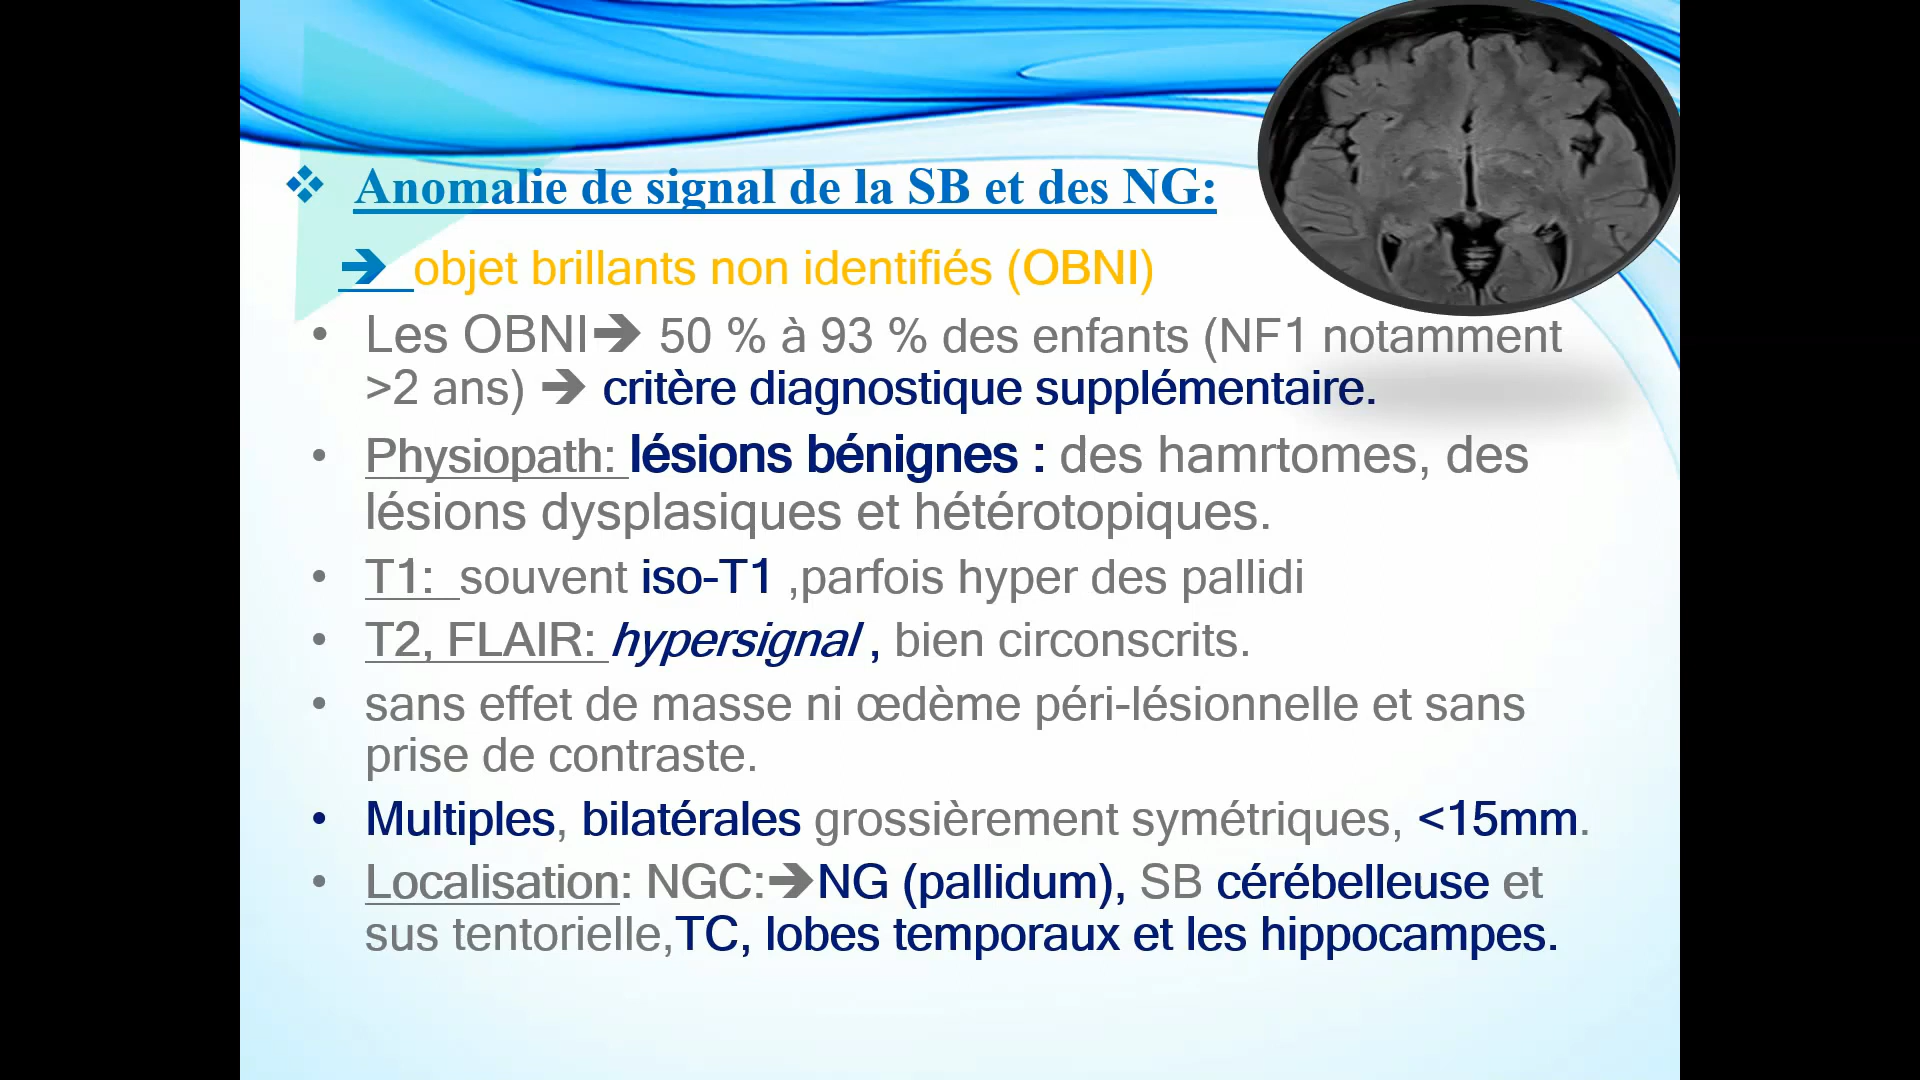 ❖ Anomalie de signal de la SB et des NG:
➔ objet brillants non identifiés (OBNI)
• Les OBNI➔ 50 % à 93 % des enfants (NF1 notamment
>2 ans) ➔ critère diagnostique supplémentaire.
• Physiopath: lésions bénignes : des hamrtomes, des
lésions dysplasiques et hétérotopiques.
• T1: souvent iso-T1 ,parfois hyper des pallidi
• T2, FLAIR: hypersignal , bien circonscrits.
• sans effet de masse ni œdème péri-lésionnelle et sans
prise de contraste.
• Multiples, bilatérales grossièrement symétriques, <15mm.
• Localisation: NGC:➔NG (pallidum), SB cérébelleuse et
sus tentorielle,TC, lobes temporaux et les hippocampes.